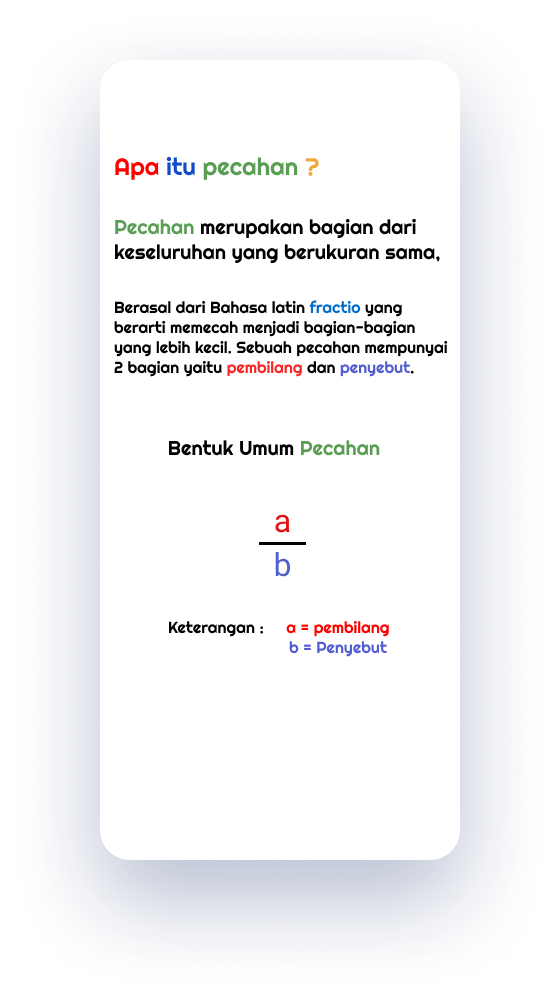 Apa itu pecahan ?
Pecahan merupakan bagian dari
keseluruhan yang berukuran sama,
Berasal dari Bahasa latin fractio yang
berarti memecah menjadi bagian-bagian
yang lebih kecil. Sebuah pecahan mempunyai
2 bagian yaitu pembilang dan penyebut.
Bentuk Umum Pecahan
a
b
Keterangan : a = pembilang
b = Penyebut